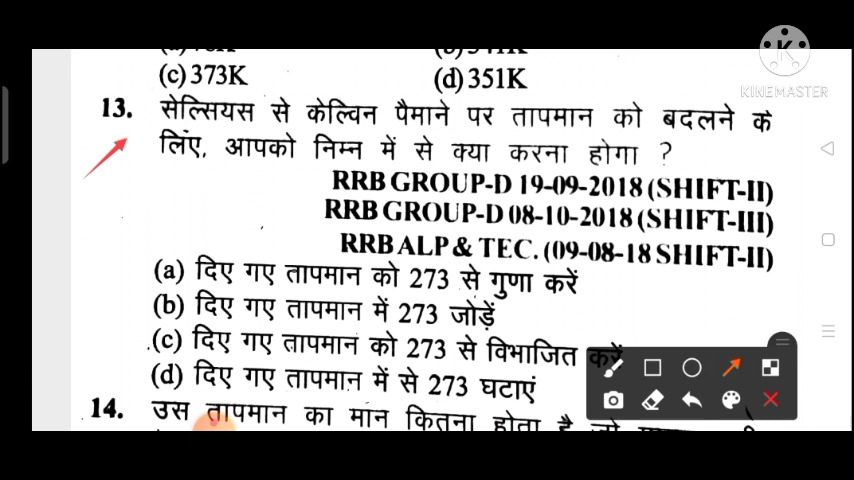 KINEMASTER
(c) 373K (d) 351K
13. सेल्सियस से केल्विन पैमाने पर तापमान को बदलने के
लिए, आपको निम्न में से क्या करना होगा ?
RRB GROUP-D 19-09-2018 (SHIFT-II)
RRB GROUP-D 08-10-2018 (SHIFT-III)
RRB ALP & TEC. (09-08-18 SHIFT-II)
(a) दिए गए तापमान को 273 से गुणा करें
(b) दिए गए तापमान में 273 जोड़ें
(c) दिए गए तापमान को 273 से विभाजित करें
(d) दिए गए तापमान में से 273 घटाएं
14. उस तापमान का मान कितना होता है जो